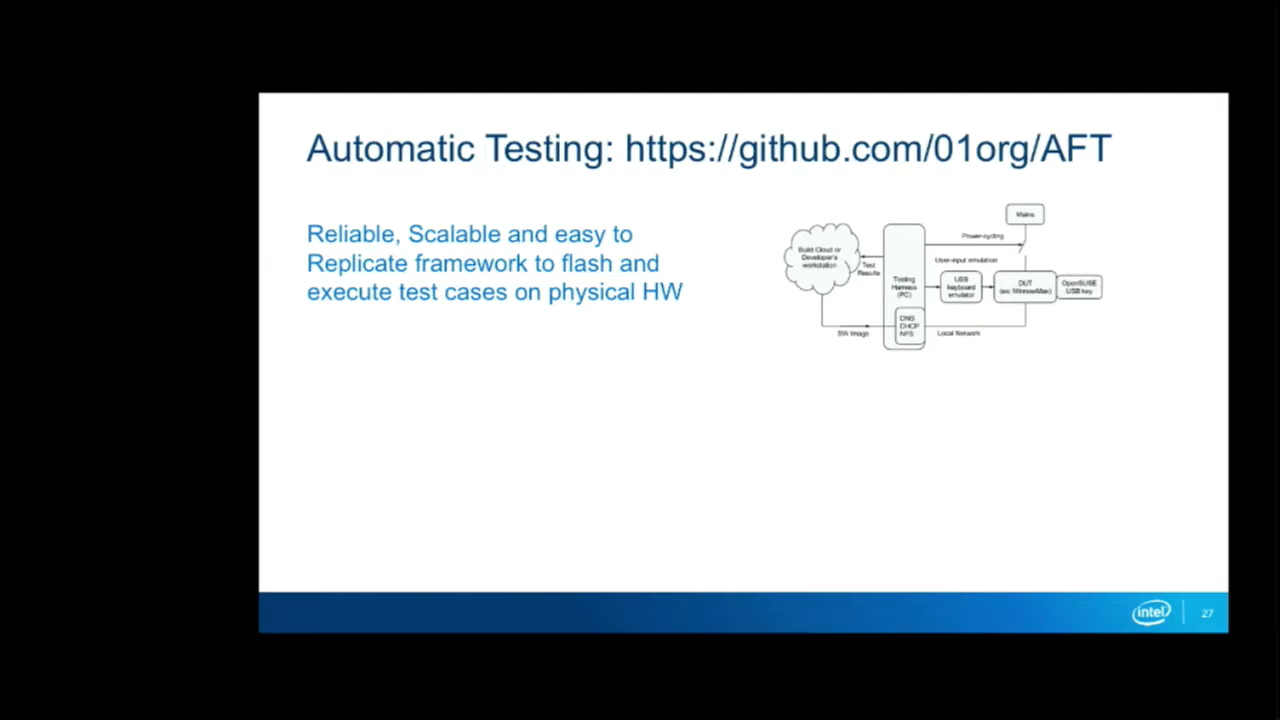 Automatic Testing: https://github.com/01org/AFT
Reliable, Scalable and easy to
Replicate framework to flash and
execute test cases on physical HW
Mains
Power-cycling
Build Cloud or
Developer's
workstation
Test
Results
User-input emulation
Testing
Harness
(PC)
USB
keyboard
emulator
DUT
(ex: MinnowMax)
OpenSUSE
USB key
DNS
DHCP
NFS
SW Image
Local Network
intel
27